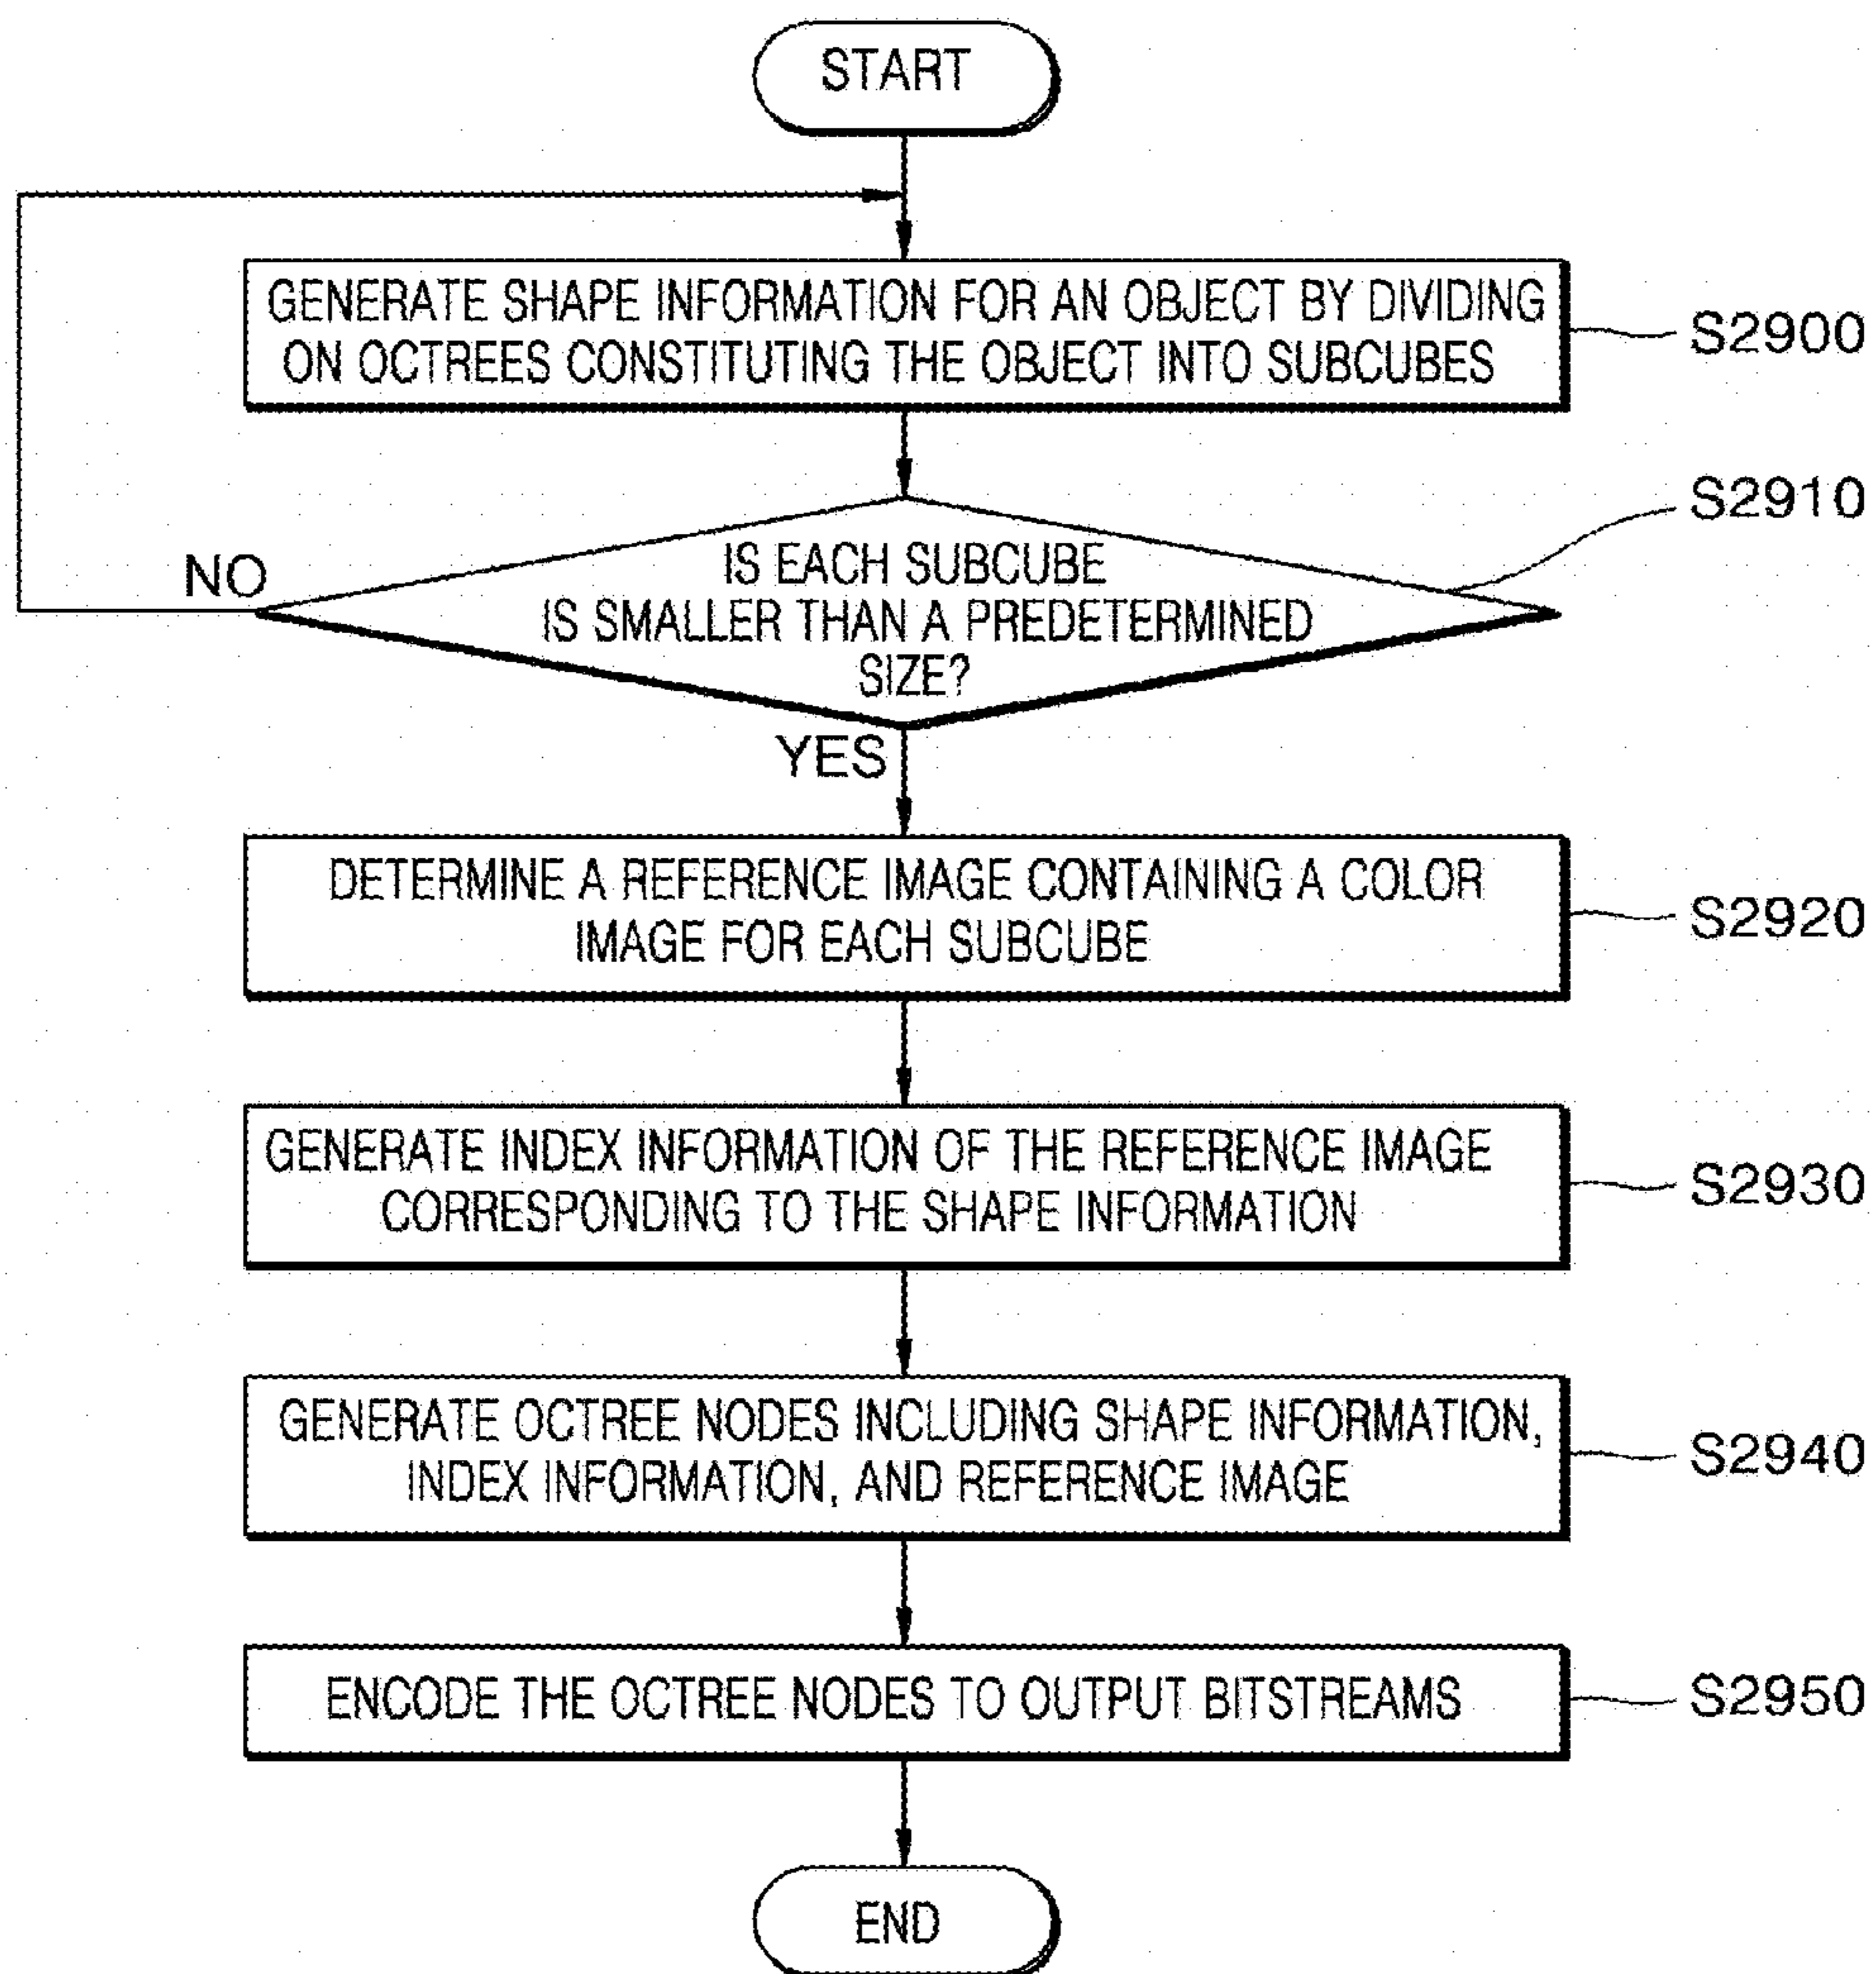 START
GENERATE SHAPE INFORMATION FOR AN OBJECT BY DIVIDING
ON OCTREES CONSTITUTING THE OBJECT INTO SUBCUBES
S2900
S2910
IS EACH SUBCUBE
NO
IS SMALLER THAN A PREDETERMINED
SIZE?
YES
DETERMINE A REFERENCE IMAGE CONTAINING A COLOR
IMAGE FOR EACH SUBCUBE
S2920
GENERATE INDEX INFORMATION OF THE REFERENCE IMAGE
CORRESPONDING TO THE SHAPE INFORMATION
S2930
GENERATE OCTREE NODES INCLUDING SHAPE INFORMATION,
INDEX INFORMATION, AND REFERENCE IMAGE
S2940
ENCODE THE OCTREE NODES TO OUTPUT BITSTREAMS
S2950
END